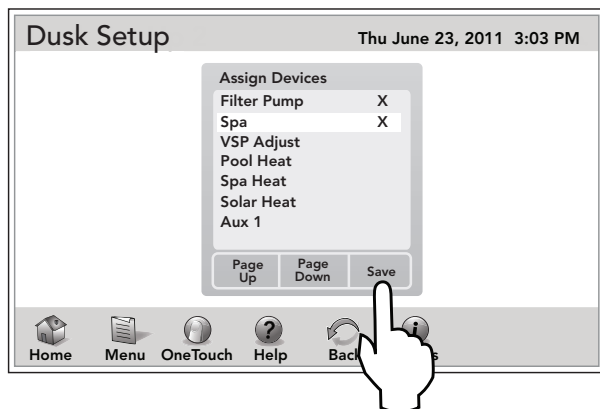 Dusk Setup
Thu June 23, 2011 3:03 PM
Assign Devices
Filter Pump X
Spa X
VSP Adjust
Pool Heat
Spa Heat
Solar Heat
Aux 1
Page Up
Page Down
Save
Home
Menu
OneTouch
Help
?
i